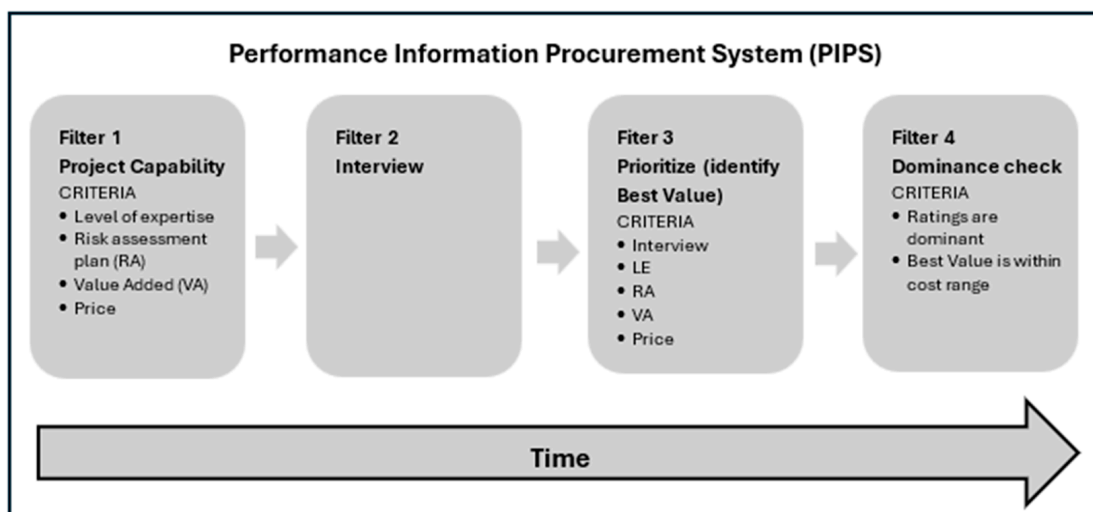 Performance Information Procurement System (PIPS)
Filter 1
Project Capability
CRITERIA
• Level of expertise
• Risk assessment
plan (RA)
• Value Added (VA)
• Price
Filter 2
Interview
Fiter 3
Prioritize (identify
Best Value)
CRITERIA
• Interview
• LE
• RA
• VA
• Price
Filter 4
Dominance check
CRITERIA
• Ratings are
dominant
• Best Value is within
cost range
Time